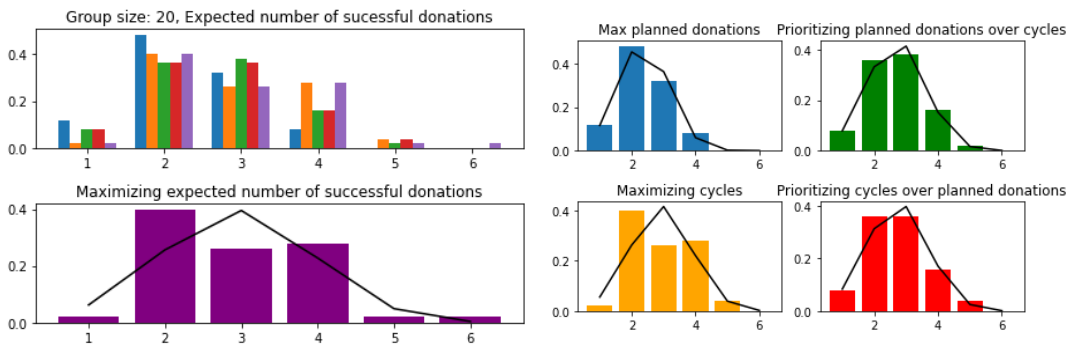 Group size: 20, Expected number of sucessful donations
0.4
0.2
0.0
1 2 3 4 5 6
Maximizing expected number of successful donations
0.4
0.2
0.0
1 2 3 4 5 6
Max planned donations
0.4
0.2
0.0
2 4 6
Prioritizing planned donations over cycles
0.4
0.2
0.0
2 4 6
Maximizing cycles
0.4
0.2
0.0
2 4 6
Prioritizing cycles over planned donations
0.4
0.2
0.0
2 4 6